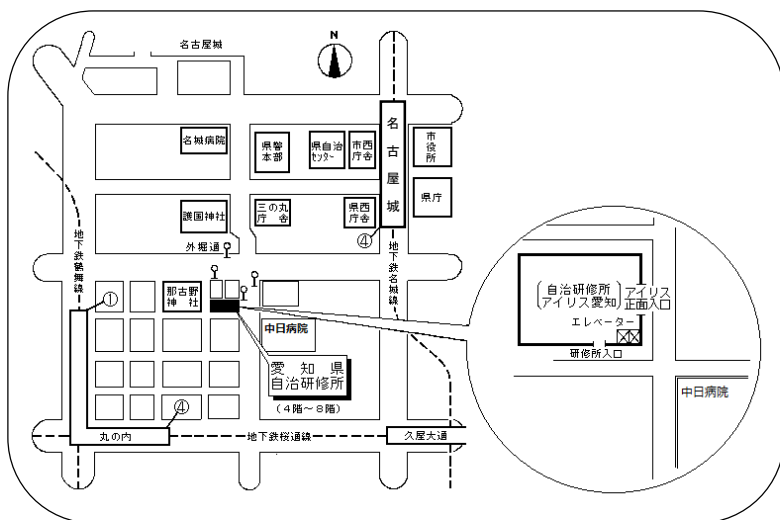 名古屋城
N
名城病院
県警
本部
県自治
センター
市西
庁舎
名古屋城
市役所
護国神社
三の丸
庁舎
県西
庁舎
県庁
④
外堀通
地下鉄鶴舞線
地下鉄名城線
①
那古野
神社
中日病院
愛知県
自治研修所
(4階～8階)
④
丸の内
地下鉄桜通線
久屋大通
自治研修所
アイリス愛知
アイリス
正面入口
エレベーター
研修所入口
中日病院